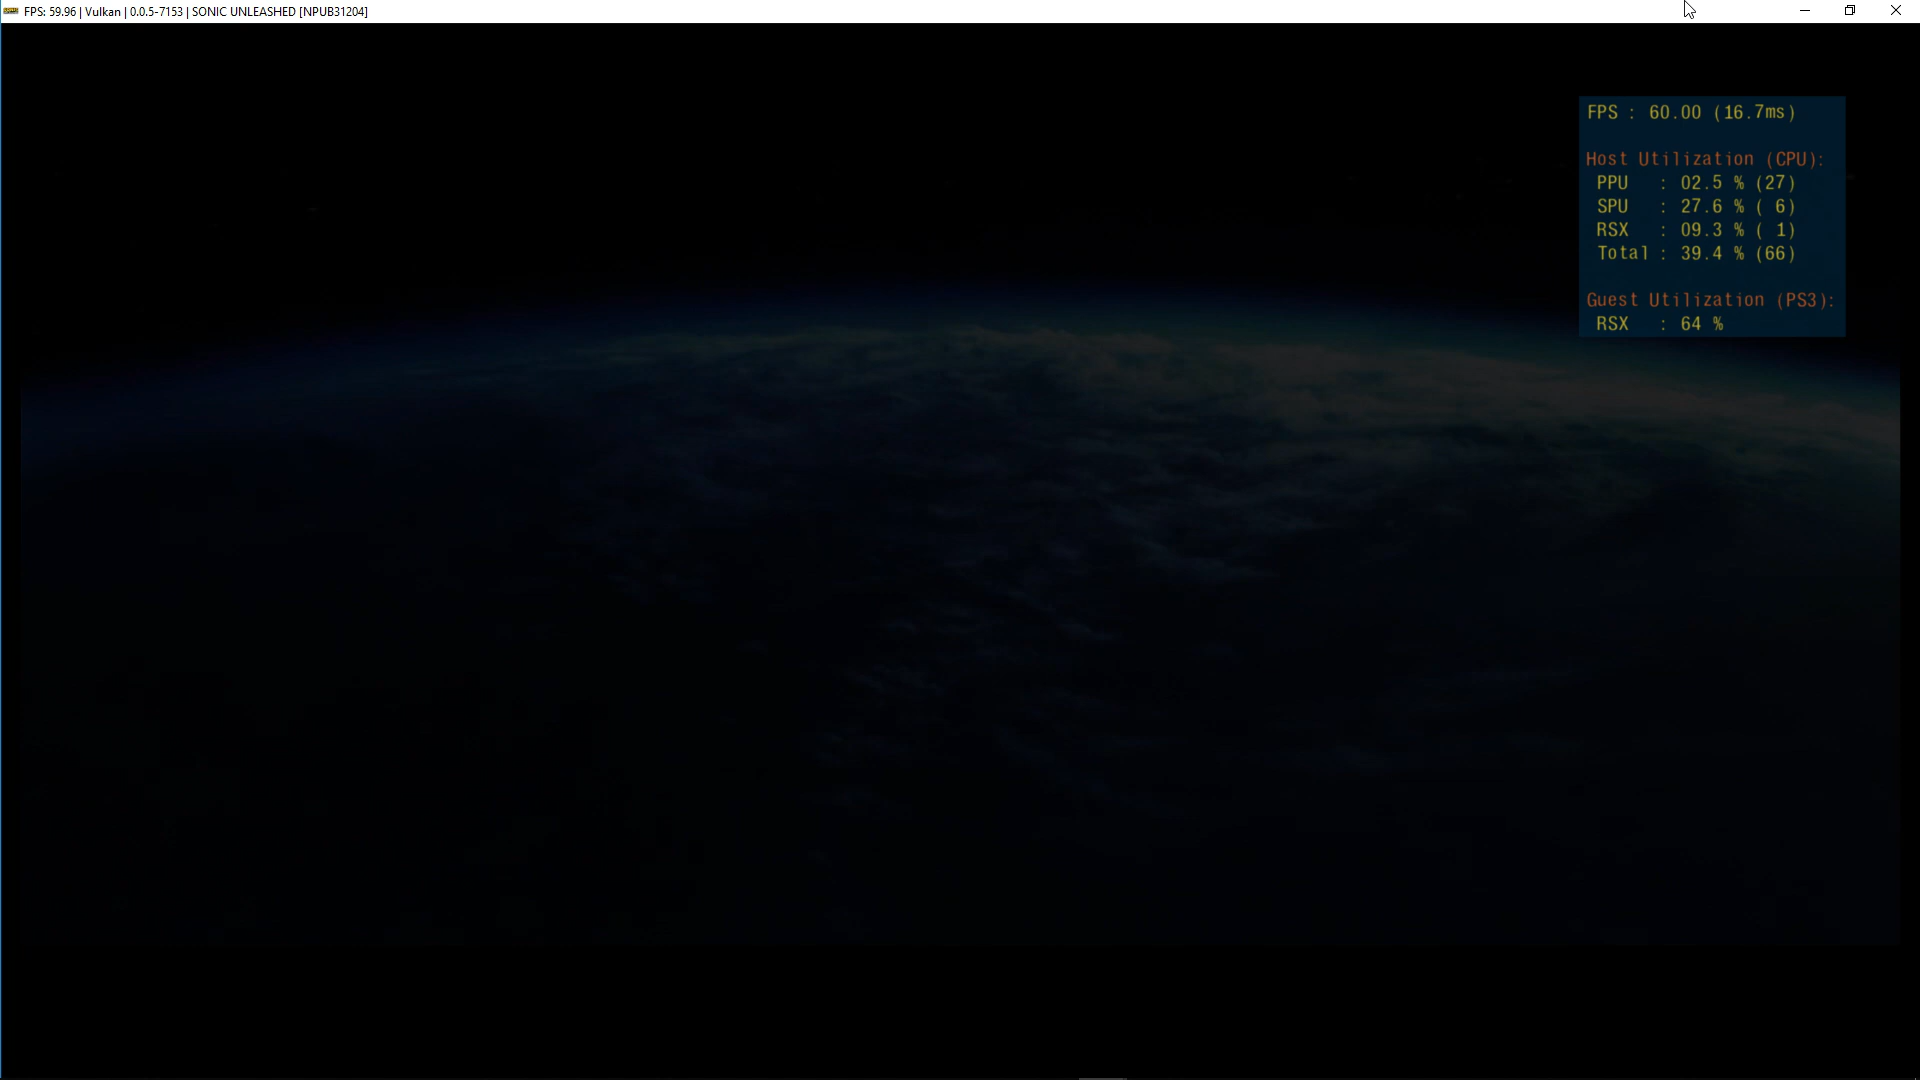 FPS: 59.96 | Vulkan | 0.0.5-7153 | SONIC UNLEASHED [NPUB31204]
FPS : 60.00 (16.7ms)
Host Utilization (CPU):
PPU : 02.5 % (27)
SPU : 27.6 % ( 6)
RSX : 09.3 % ( 1)
Total : 39.4 % (66)
Guest Utilization (PS3):
RSX : 64 %